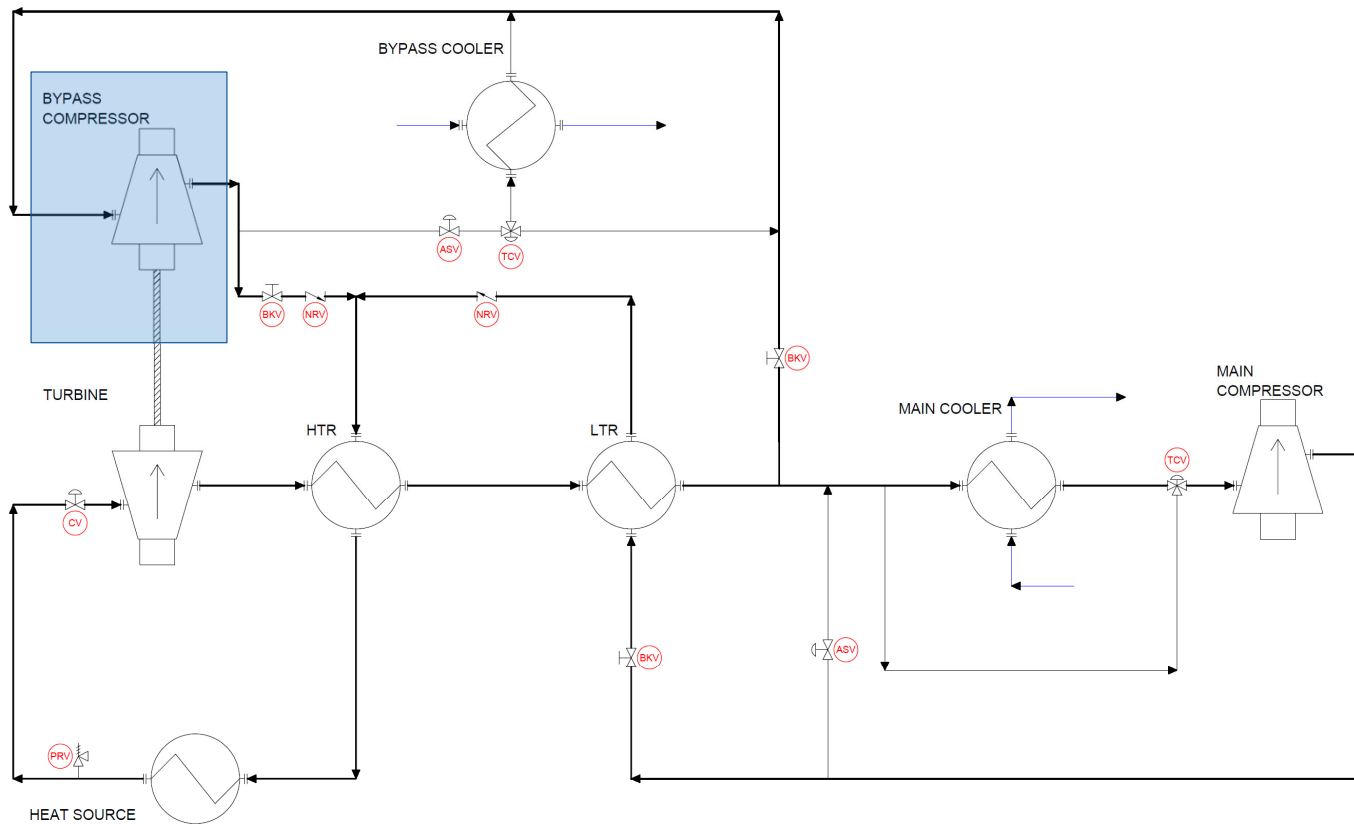 BYPASS COOLER
BYPASS
COMPRESSOR
ASV
TCV
BKV
NRV
NRV
BKV
MAIN
COMPRESSOR
TURBINE
MAIN COOLER
HTR
LTR
TCV
CV
BKV
ASV
PRV
HEAT SOURCE